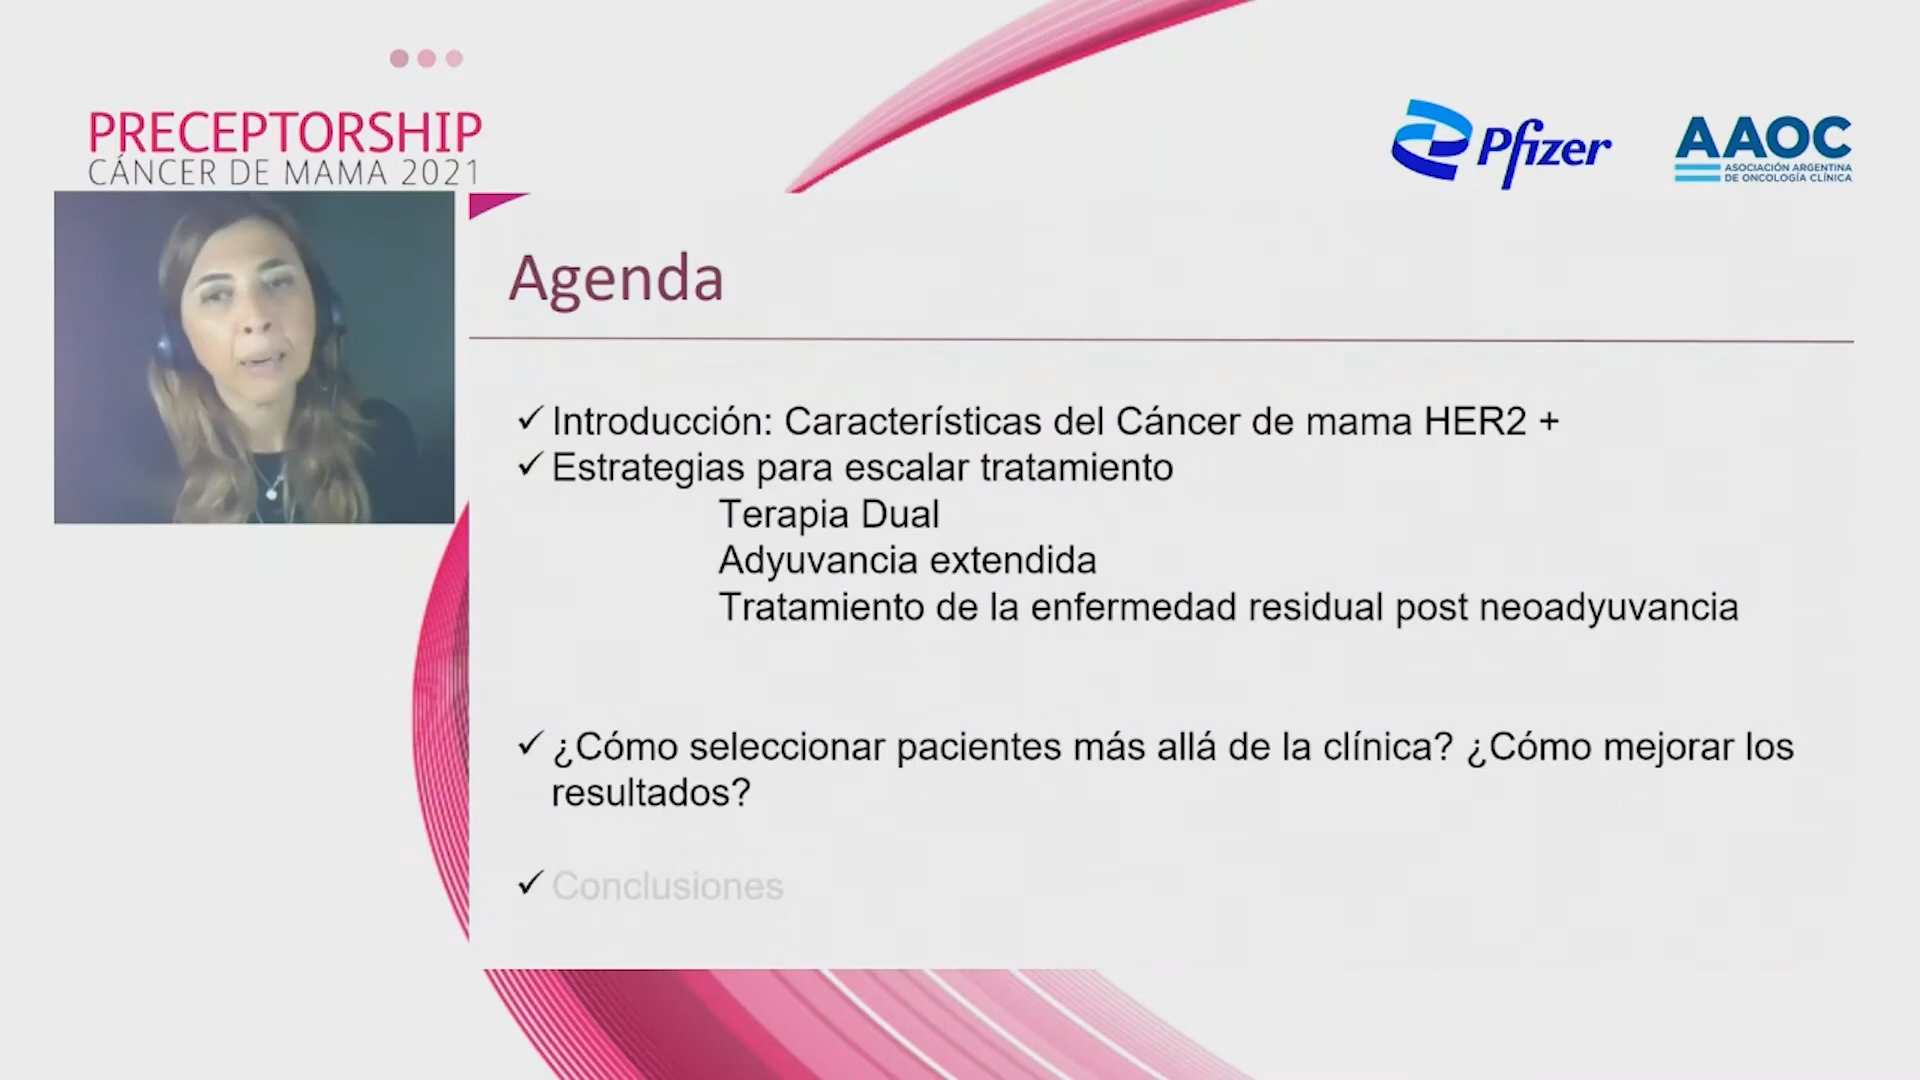 PRECEPTORSHIP
CÁNCER DE MAMA 2021
Pfizer
AAOC
ASOCIACIÓN ARGENTINA
DE ONCOLOGÍA CLÍNICA
Agenda
✓ Introducción: Características del Cáncer de mama HER2 +
✓ Estrategias para escalar tratamiento
Terapia Dual
Adyuvancia extendida
Tratamiento de la enfermedad residual post neoadyuvancia
✓ ¿Cómo seleccionar pacientes más allá de la clínica? ¿Cómo mejorar los
resultados?
✓ Conclusiones